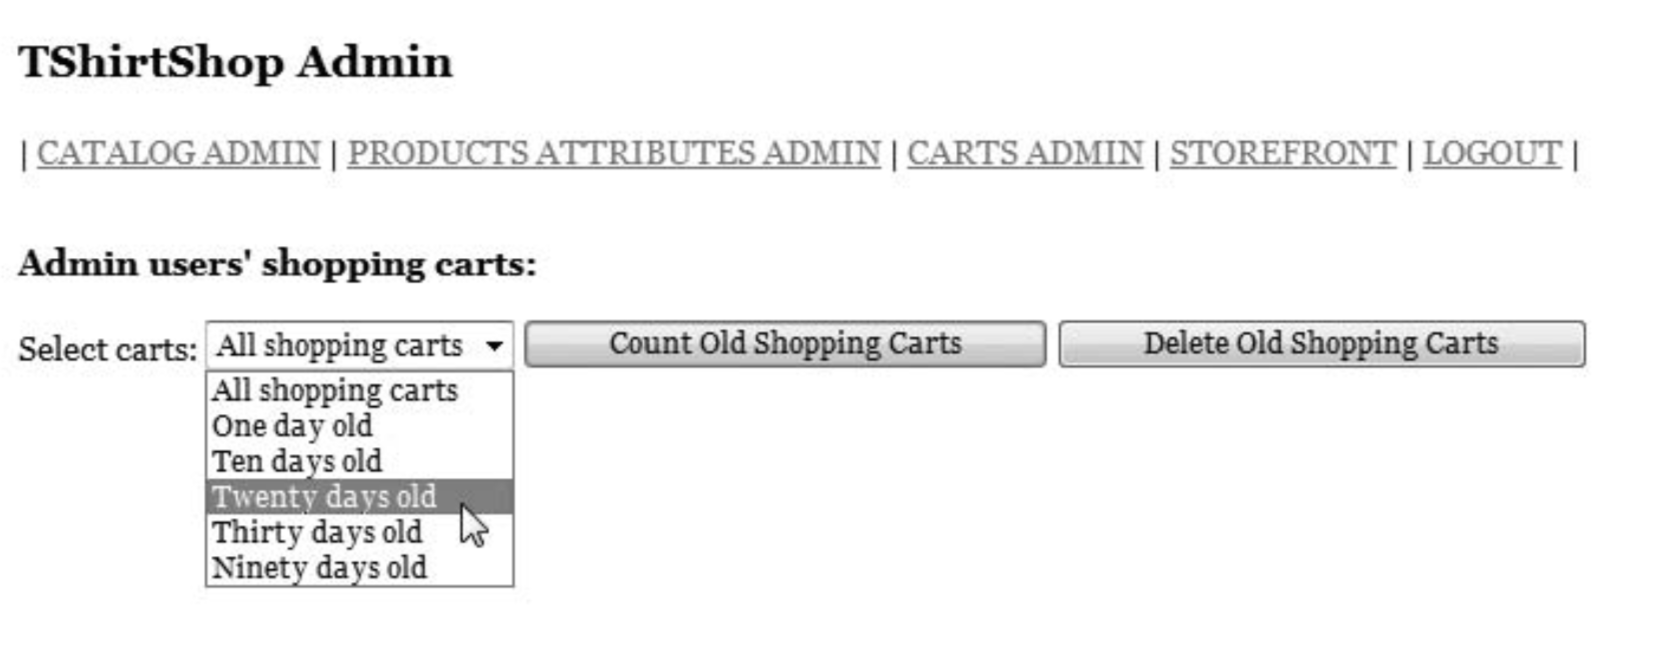 TShirtShop Admin
| CATALOG ADMIN | PRODUCTS ATTRIBUTES ADMIN | CARTS ADMIN | STOREFRONT | LOGOUT |
Admin users' shopping carts:
Select carts: All shopping carts Count Old Shopping Carts Delete Old Shopping Carts
All shopping carts
One day old
Ten days old
Twenty days old
Thirty days old
Ninety days old